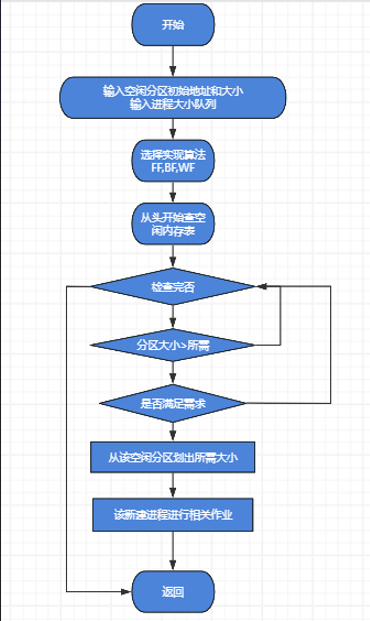 开始
输入空闲分区初始地址和大小
输入进程大小队列
选择实现算法
FF,BF,WF
从头开始查空
闲内存表
检查完否
分区大小>所需
是否满足需求
从该空闲分区划出所需大小
该新建进程进行相关作业
返回